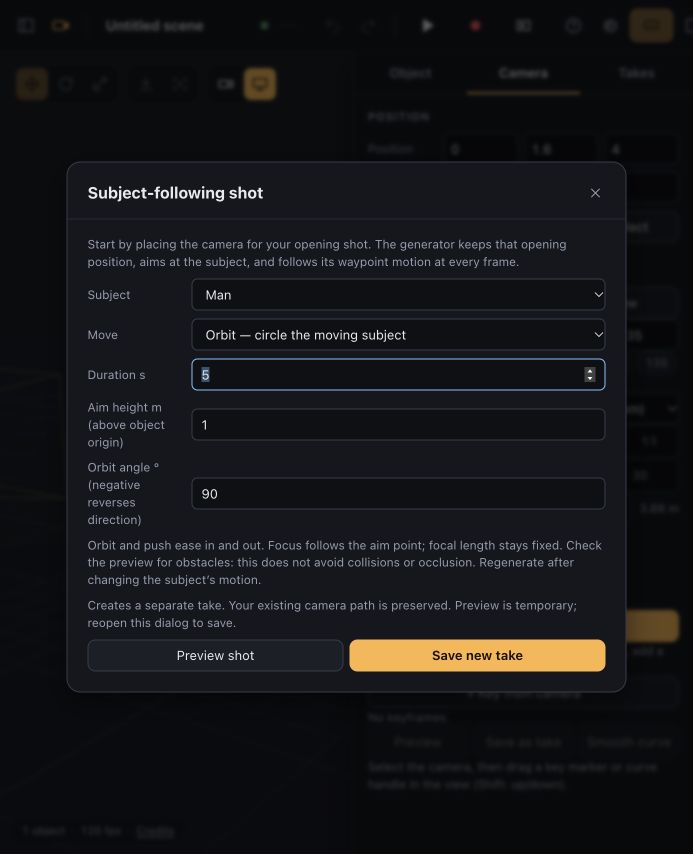 Untitled scene
Object
Camera
Takes
POSITION
Position
0
1.6
4
Subject-following shot
Start by placing the camera for your opening shot. The generator keeps that opening
position, aims at the subject, and follows its waypoint motion at every frame.
Subject
Man
Move
Orbit — circle the moving subject
Duration s
5
Aim height m
(above object
origin)
1
Orbit angle °
(negative
reverses
direction)
90
Orbit and push ease in and out. Focus follows the aim point; focal length stays fixed. Check
the preview for obstacles: this does not avoid collisions or occlusion. Regenerate after
changing the subject's motion.
Creates a separate take. Your existing camera path is preserved. Preview is temporary;
reopen this dialog to save.
Preview shot
Save new take
No keyframes
Preview
Save as take
Smooth curve
Select the camera, then drag a key marker or curve
handle in the view (Shift: up/down).
1 object
Credits